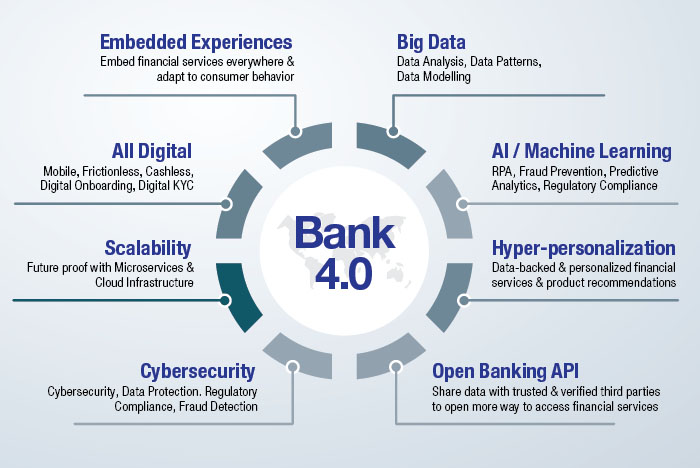 Embedded Experiences
Embed financial services everywhere &
adapt to consumer behavior
Big Data
Data Analysis, Data Patterns,
Data Modelling
All Digital
Mobile, Frictionless, Cashless,
Digital Onboarding, Digital KYC
AI / Machine Learning
RPA, Fraud Prevention, Predictive
Analytics, Regulatory Compliance
Bank
4.0
Scalability
Future proof with Microservices &
Cloud Infrastructure
Hyper-personalization
Data-backed & personalized financial
services & product recommendations
Cybersecurity
Cybersecurity, Data Protection. Regulatory
Compliance, Fraud Detection
Open Banking API
Share data with trusted & verified third parties
to open more way to access financial services